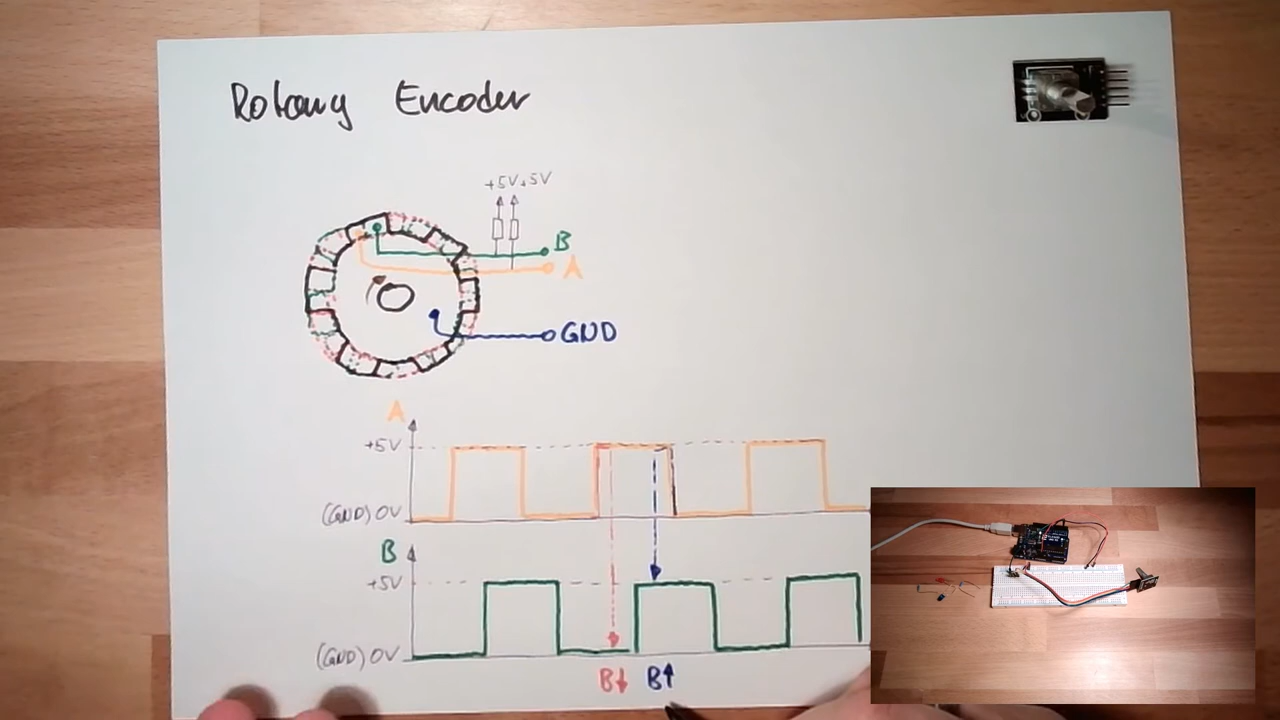 Rotary Encoder
+5V +5V
B
A
GND
A
+5V
(GND) 0V
B
+5V
(GND) 0V
B↓ B↑